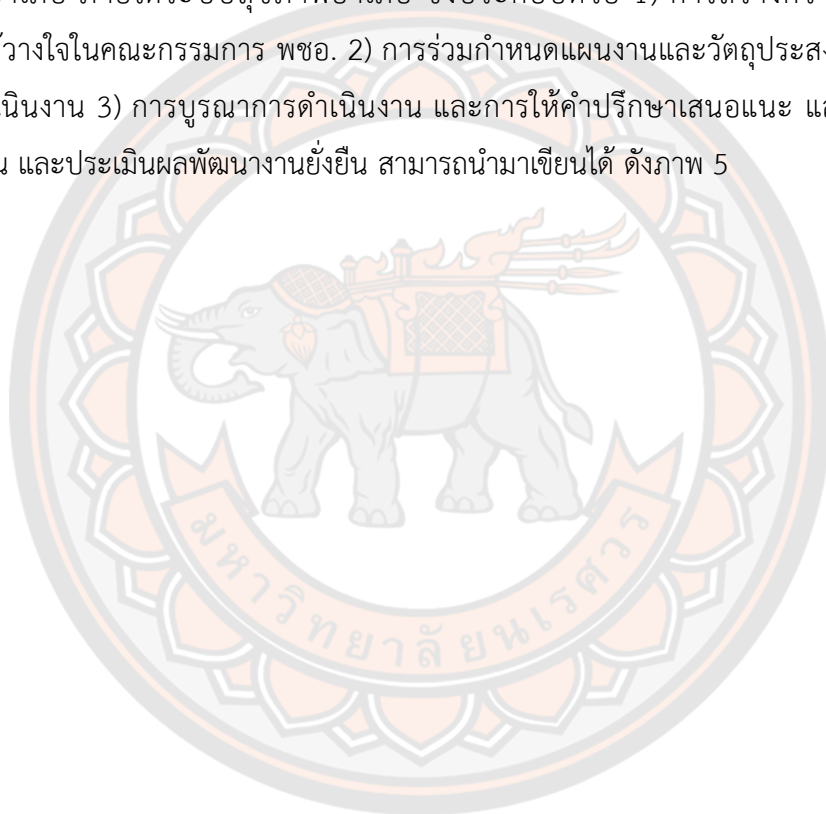 วางใจในคณะกรรมการ พชอ. 2) การร่วมกำหนดแผนงานและวัตถุประสง
นินงาน 3) การบูรณาการดำเนินงาน และการให้คำปรึกษาเสนอแนะ แล
น และประเมินผลพัฒนางานยั่งยืน สามารถนำมาเขียนได้ ดังภาพ 5
มหาวิทยาลัยนเรศวร